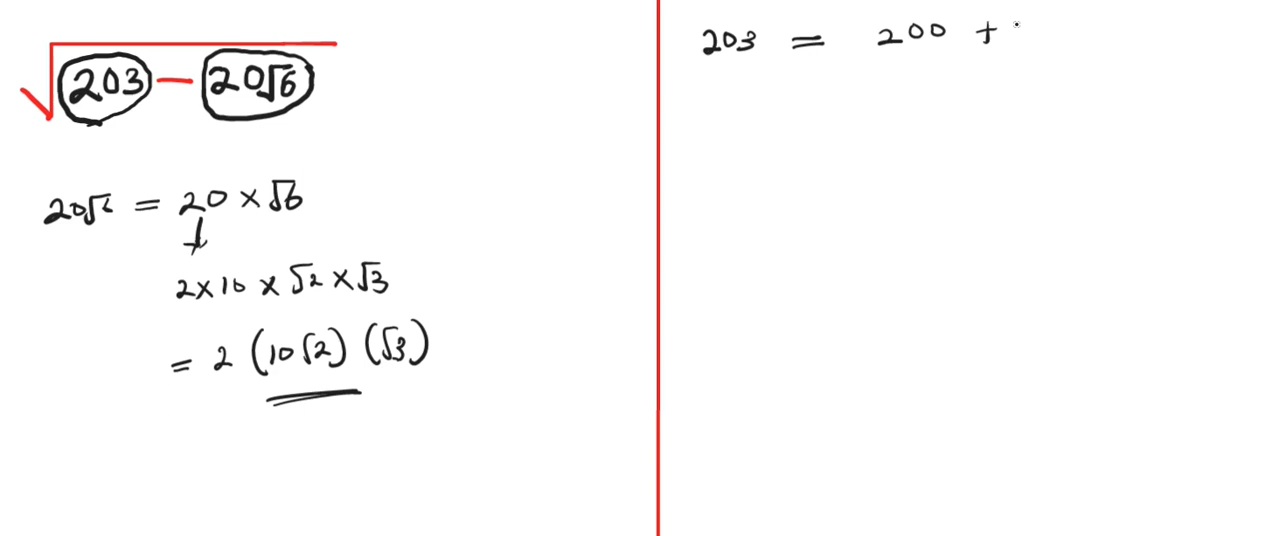 √(203 - 20√6)
20√6 = 20 × √6
2×10 × √2 × √3
= 2 (10√2) (√3)
203 = 200 +